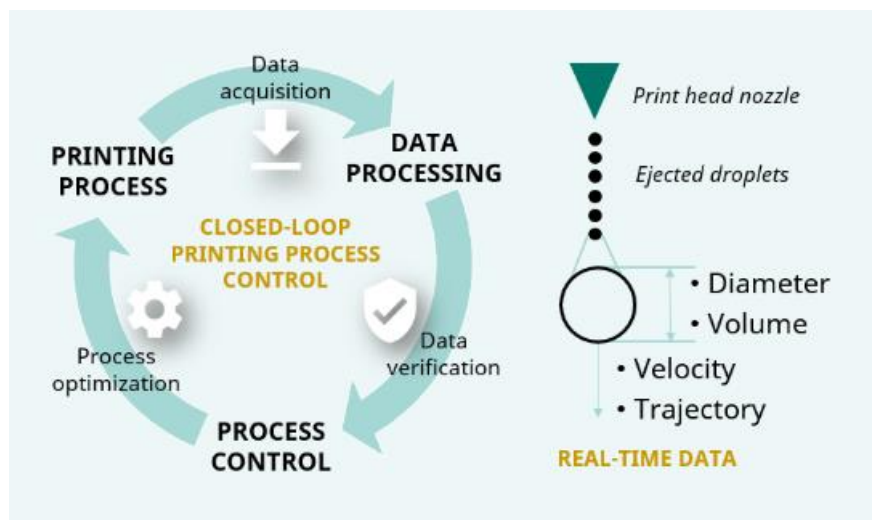 Data
acquisition
PRINTING
PROCESS
DATA
PROCESSING
CLOSED-LOOP
PRINTING PROCESS
CONTROL
Data
verification
Process
optimization
PROCESS
CONTROL
Print head nozzle
Ejected droplets
• Diameter
• Volume
• Velocity
• Trajectory
REAL-TIME DATA